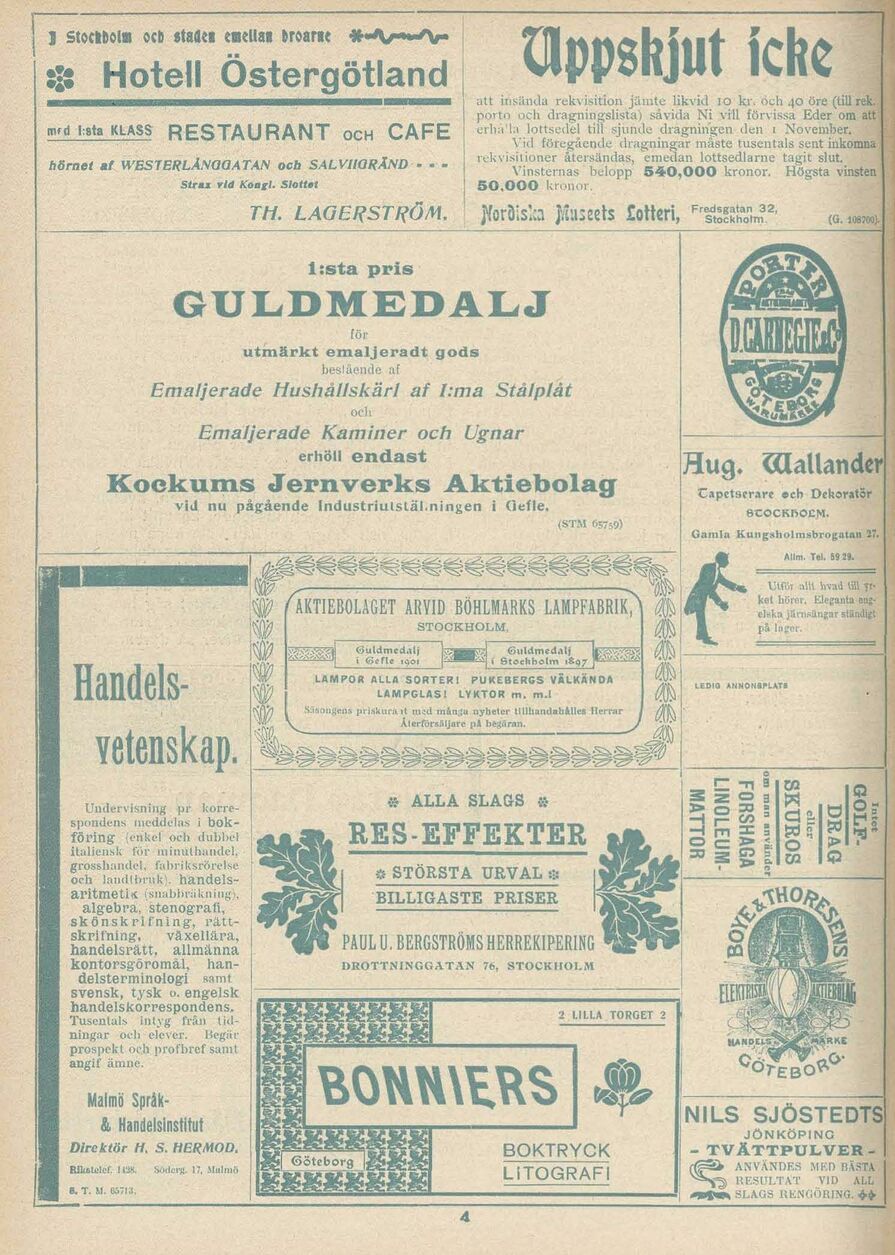 I Stockholm och staden emellan broarne
Hotell Östergötland
med I:sta KLASS RESTAURANT OCH CAFE
hörnet af WESTERLÅNGGATAN och SALVIIGRÄND
Strax vid Kongl. Slottet
TH. LAGERSTRÖM.
Uppskjut icke
att insända rekvisition jämte likvid 10 kr. och 40 öre (till rek.
porto och dragningslista) såvida Ni vill förvissa Eder om att
erhålla lottsedel till sjunde dragningen den 1 November.
Vid föregående dragningar måste tusentals sent inkomna
rekvisitioner återsändas, emedan lottsedlarne tagit slut.
Vinsternas belopp 540,000 kronor. Högsta vinsten
50,000 kronor.
Nordiska Museets Lotteri, Fredsgatan 32,
Stockholm.
(G. 108700).
1:sta pris
GULDMEDALJ
för
utmärkt emaljeradt gods
bestående af
Emaljerade Hushållskärl af I:ma Stålplåt
och
Emaljerade Kaminer och Ugnar
erhöll endast
Kockums Jernverks Aktiebolag
vid nu pågående Industriutställningen i Gefle.
(STM 65759)
PORTER
D. CARNEGIE & Co
GÖTEBORG
VARUMÄRKE
Aug. Wallander
Tapetserare och Dekoratör
STOCKHOLM.
Gamla Kungsholmsbrogatan 27.
Allm. Tel. 59 29.
Utför allt hvad till yr-
ket hörer. Eleganta eng-
elska järnsängar ständigt
på lager.
LEDIG ANNONSPLATS
Handels-
vetenskap.
Undervisning pr korre-
spondens meddelas i bok-
föring (enkel och dubbel
italiensk för minuthandel,
grosshandel, fabriksrörelse
och landtbruk), handels-
aritmetik (snabbräkning),
algebra, stenografi,
skönskrifning, rätt-
skrifning, växellära,
handelsrätt, allmänna
kontorsgöromål, han-
delsterminologi samt
svensk, tysk o. engelsk
handelskorrespondens.
Tusentals intyg från tid-
ningar och elever. Begär
prospekt och profbref samt
angif ämne.
Malmö Språk-
& Handelsinstitut
Direktör H. S. HERMOD.
Rikstelef. 1428. Söderg. 17, Malmö
S. T. M. 65713.
AKTIEBOLAGET ARVID BÖHLMARKS LAMPFABRIK,
STOCKHOLM,
Guldmedalj
i Gefle 1901
Guldmedalj
i Stockholm 1897
LAMPOR ALLA SORTER! PUKEBERGS VÄLKÄNDA
LAMPGLAS! LYKTOR m. m.!
Säsongens priskurant med många nyheter tillhandahålles Herrar
Återförsäljare på begäran.
ALLA SLAGS
RES-EFFEKTER
STÖRSTA URVAL
BILLIGASTE PRISER
PAUL U. BERGSTRÖMS HERREKIPERING
DROTTNINGGATAN 76, STOCKHOLM
Intet
GOLF-
DRAG
eller
SKUROS
om man använder
FORSHAGA
LINOLEUM-
MATTOR
BOYE & THORESENS
ELEKTRISKA AKTIEBOLAG
HANDELS MÄRKE
GÖTEBORG.
2 LILLA TORGET 2
BONNIERS
Göteborg
BOKTRYCK
LITOGRAFI
NILS SJÖSTEDTS
JÖNKÖPING
- TVÄTTPULVER -
ANVÄNDES MED BÄSTA
RESULTAT VID ALL
SLAGS RENGÖRING.
4